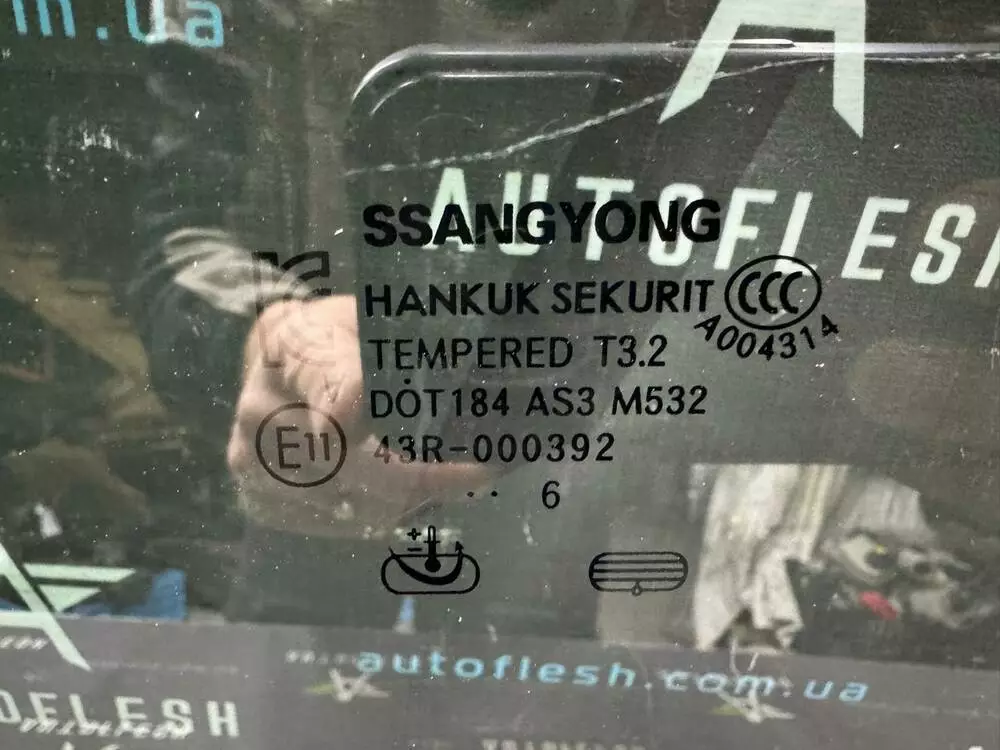 m.ua
AUTOFLES
SSANGYONG
HANKUK SEKURIT CCC
A004314
TEMPERED T3.2
DOT184 AS3 M532
E11 43R-000392
.. 6
autoflesh.com.ua
OFLESH